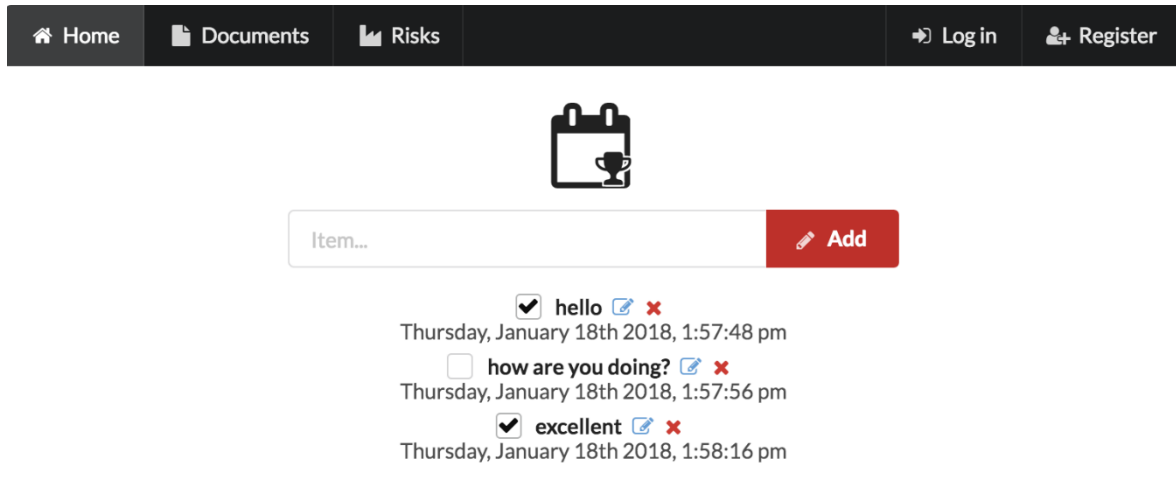 Home Documents Risks Log in Register
Item... Add
hello
Thursday, January 18th 2018, 1:57:48 pm
how are you doing?
Thursday, January 18th 2018, 1:57:56 pm
excellent
Thursday, January 18th 2018, 1:58:16 pm